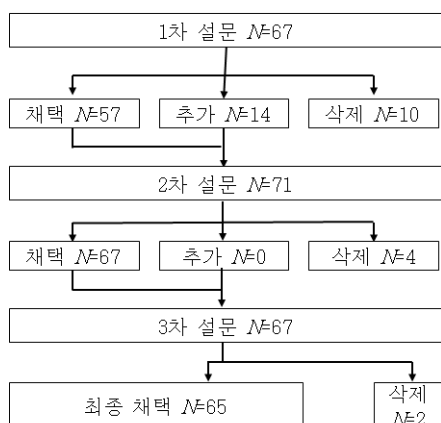 1차 설문 N=67
채택 N=57 추가 N=14 삭제 N=10
2차 설문 N=71
채택 N=67 추가 N=0 삭제 N=4
3차 설문 N=67
최종 채택 N=65
삭제
N=2